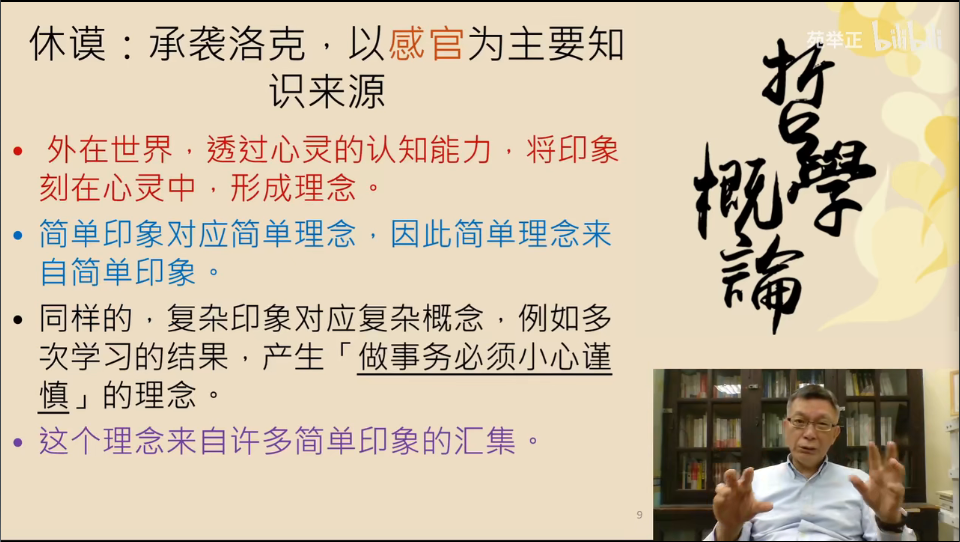 休谟：承袭洛克，以感官为主要知
识来源
• 外在世界，透过心灵的认知能力，将印象
刻在心灵中，形成理念。
• 简单印象对应简单理念，因此简单理念来
自简单印象。
• 同样的，复杂印象对应复杂概念，例如多
次学习的结果，产生「做事务必须小心谨
慎」的理念。
• 这个理念来自许多简单印象的汇集。
9
苑举正 bilibili
哲學
概論